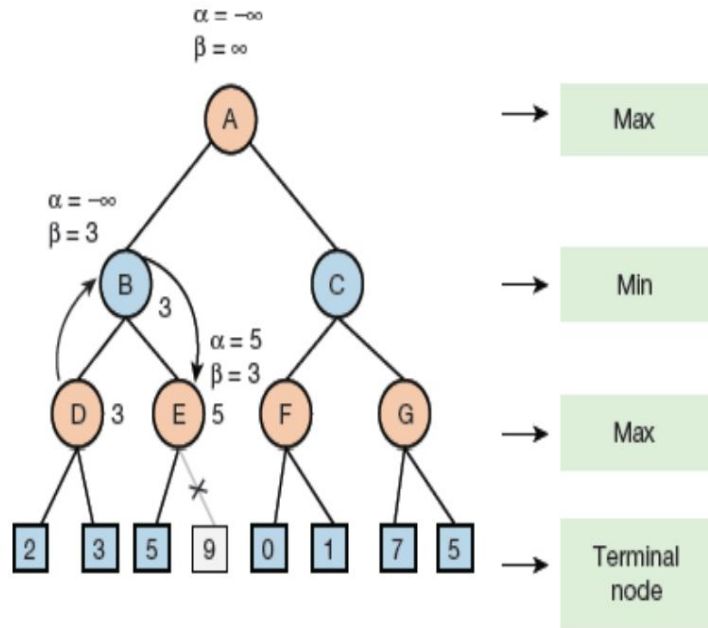 α = –∞
β = ∞
A
Max
α = –∞
β = 3
B
3
C
Min
α = 5
β = 3
D
3
E
5
F
G
Max
2
3
5
9
0
1
7
5
Terminal
node